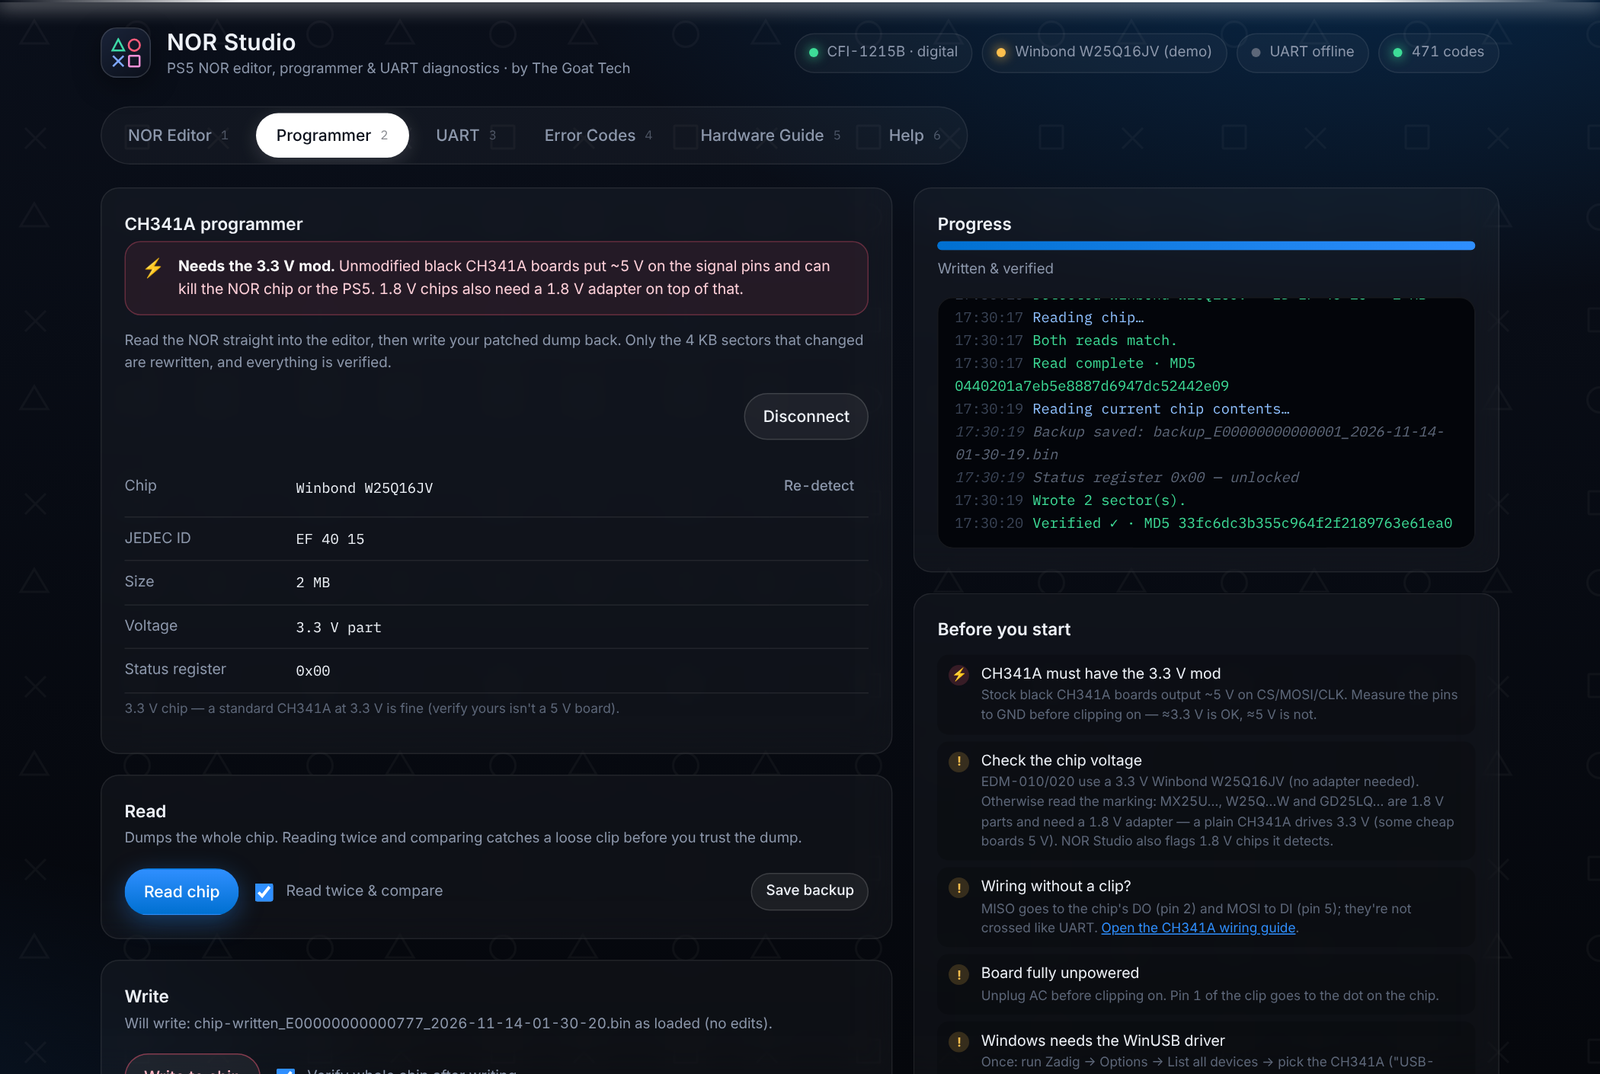 NOR Studio
PS5 NOR editor, programmer & UART diagnostics · by The Goat Tech
CFI-1215B · digital
Winbond W25Q16JV (demo)
UART offline
471 codes
NOR Editor 1
Programmer 2
UART 3
Error Codes 4
Hardware Guide 5
Help 6
CH341A programmer
Needs the 3.3 V mod. Unmodified black CH341A boards put ~5 V on the signal pins and can
kill the NOR chip or the PS5. 1.8 V chips also need a 1.8 V adapter on top of that.
Read the NOR straight into the editor, then write your patched dump back. Only the 4 KB sectors that changed
are rewritten, and everything is verified.
Disconnect
Chip Winbond W25Q16JV Re-detect
JEDEC ID EF 40 15
Size 2 MB
Voltage 3.3 V part
Status register 0x00
3.3 V chip — a standard CH341A at 3.3 V is fine (verify yours isn't a 5 V board).
Read
Dumps the whole chip. Reading twice and comparing catches a loose clip before you trust the dump.
Read chip
Read twice & compare
Save backup
Write
Will write: chip-written_E00000000000777_2026-11-14-01-30-20.bin as loaded (no edits).
Write to chip
Verify whole chip after writing
Progress
Written & verified
17:30:17 Reading chip…
17:30:17 Both reads match.
17:30:17 Read complete · MD5
0440201a7eb5e8887d6947dc52442e09
17:30:19 Reading current chip contents…
17:30:19 Backup saved: backup_E00000000000001_2026-11-14-
01-30-19.bin
17:30:19 Status register 0x00 — unlocked
17:30:19 Wrote 2 sector(s).
17:30:20 Verified ✓ · MD5 33fc6dc3b355c964f2f2189763e61ea0
Before you start
CH341A must have the 3.3 V mod
Stock black CH341A boards output ~5 V on CS/MOSI/CLK. Measure the pins
to GND before clipping on — ≈3.3 V is OK, ≈5 V is not.
Check the chip voltage
EDM-010/020 use a 3.3 V Winbond W25Q16JV (no adapter needed).
Otherwise read the marking: MX25U…, W25Q…W and GD25LQ… are 1.8 V
parts and need a 1.8 V adapter — a plain CH341A drives 3.3 V (some cheap
boards 5 V). NOR Studio also flags 1.8 V chips it detects.
Wiring without a clip?
MISO goes to the chip's DO (pin 2) and MOSI to DI (pin 5); they're not
crossed like UART. Open the CH341A wiring guide.
Board fully unpowered
Unplug AC before clipping on. Pin 1 of the clip goes to the dot on the chip.
Windows needs the WinUSB driver
Once: run Zadig → Options → List all devices → pick the CH341A ("USB-